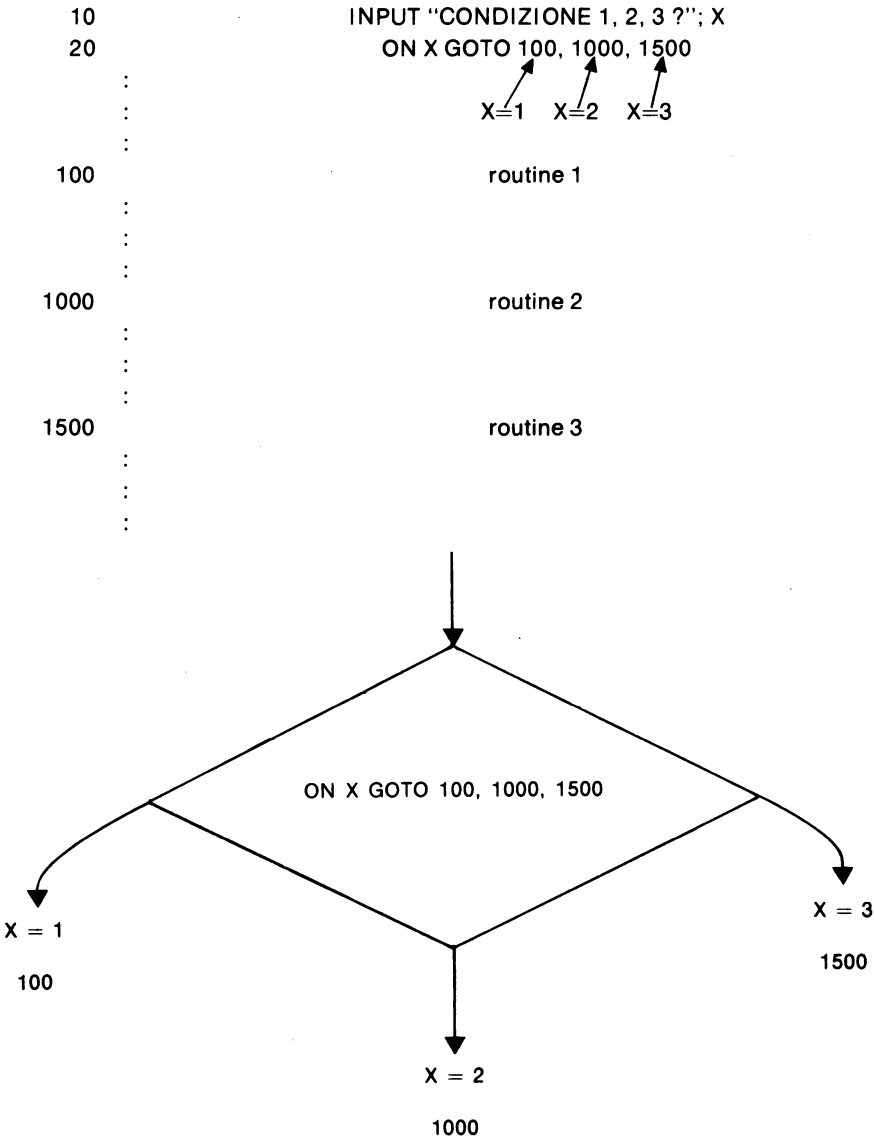 10 INPUT “CONDIZIONE 1, 2, 3 ?”; X
20 ON X GOTO 100, 1000, 1500
:
:
:
X=1 X=2 X=3
100 routine 1
:
:
:
1000 routine 2
:
:
:
1500 routine 3
:
:
:
ON X GOTO 100, 1000, 1500
X = 1
100
X = 3
1500
X = 2
1000